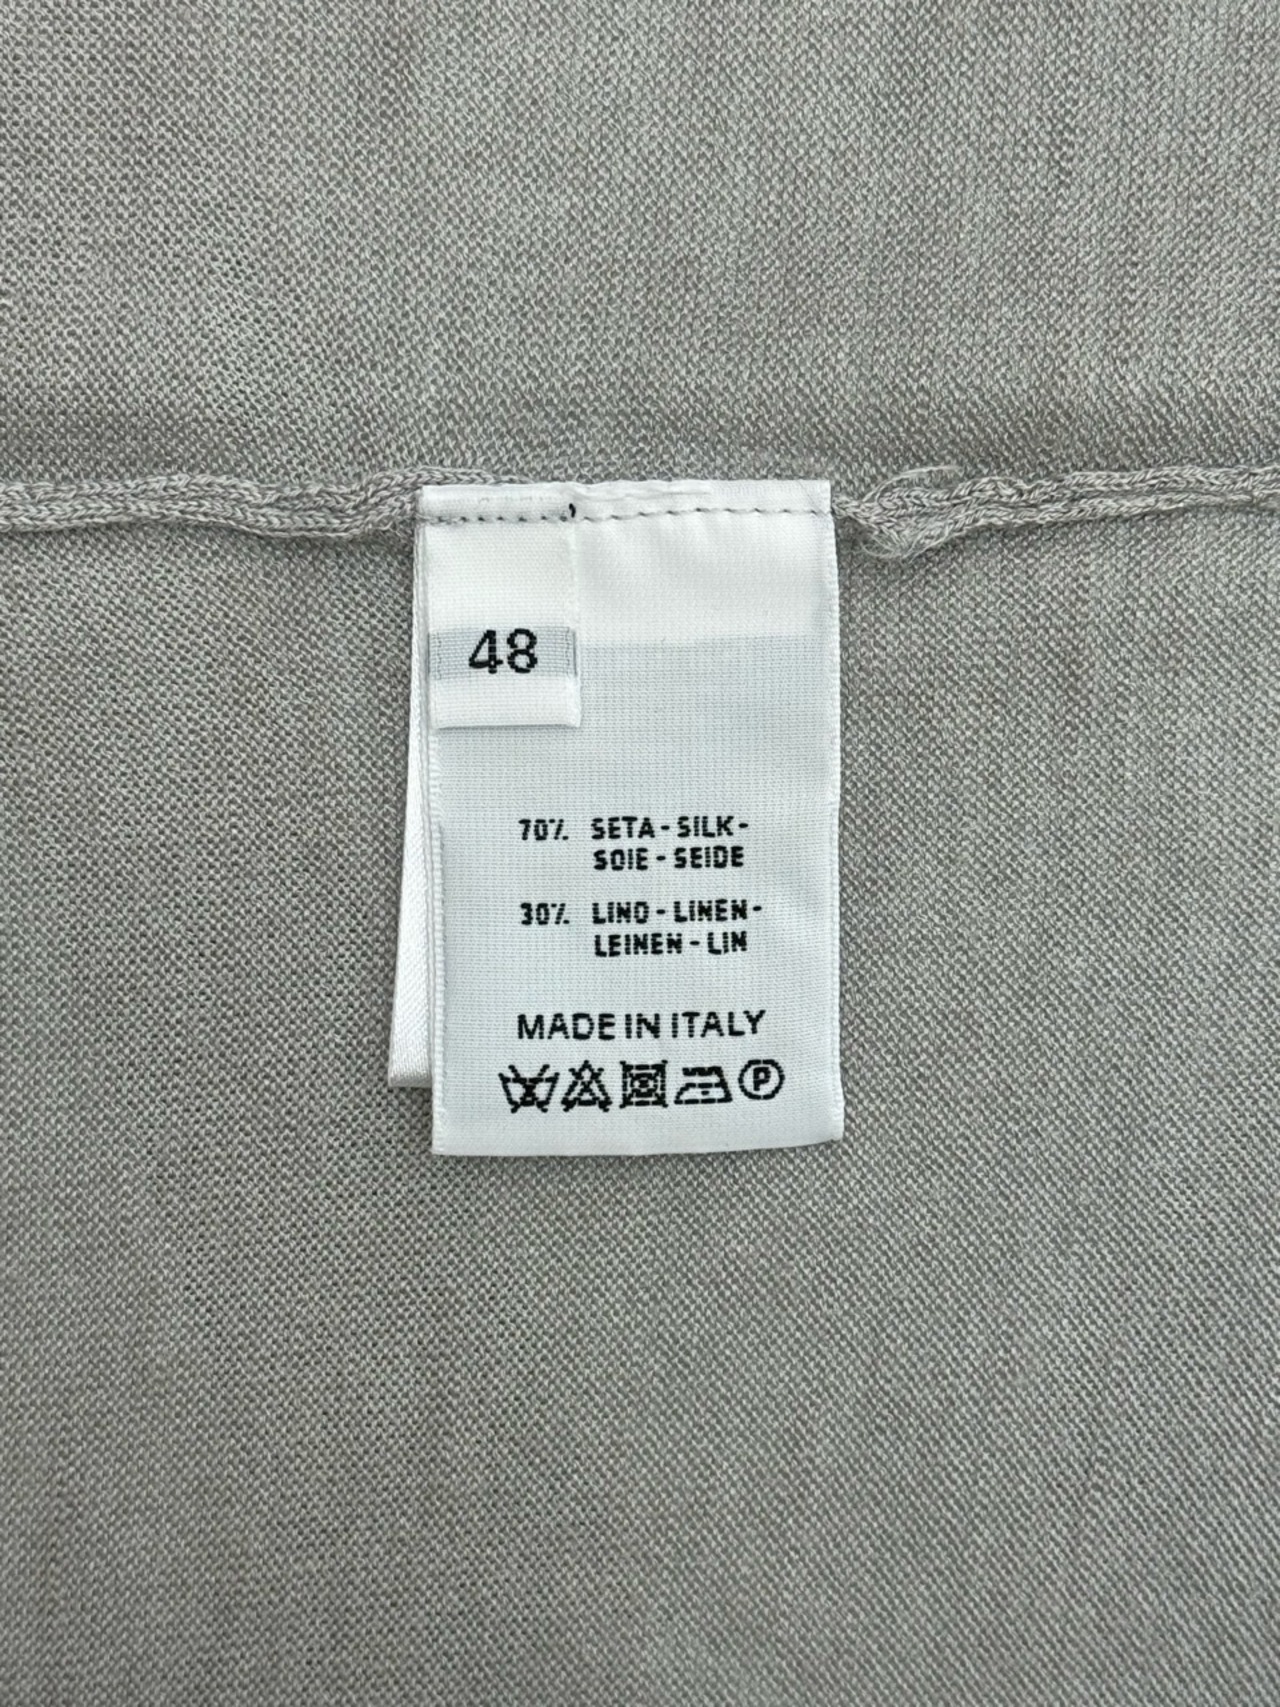 48
70% SETA - SILK -
SOIE - SEIDE
30% LINO - LINEN -
LEINEN - LIN
MADE IN ITALY
P